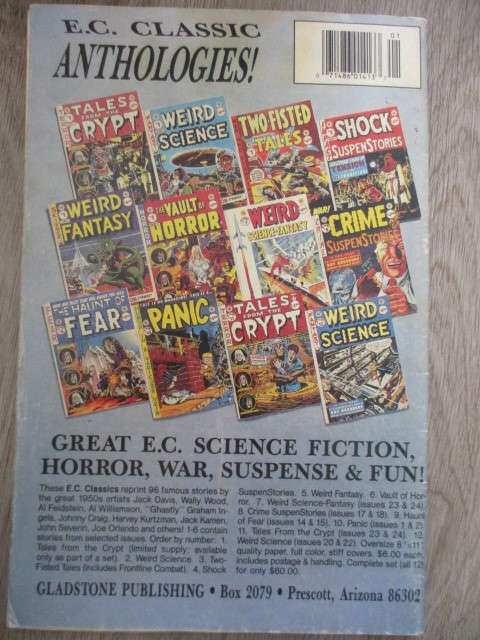 E.C. CLASSIC
ANTHOLOGIES!
01
71486 01413
TALES
FROM THE
CRYPT
WEIRD
SCIENCE
TWO-FISTED
TALES
SHOCK
SUSPENSTORIES
WEIRD
FANTASY
THE VAULT OF
HORROR
WEIRD
SCIENCE-FANTASY
CRIME
SUSPENSTORIES
THE HAUNT OF
FEAR
PANIC
TALES
FROM THE
CRYPT
WEIRD
SCIENCE
GREAT E.C. SCIENCE FICTION,
HORROR, WAR, SUSPENSE & FUN!
These E.C. Classics reprint 96 famous stories by
the great 1950s artists Jack Davis, Wally Wood,
Al Feldstein, Al Williamson, "Ghastly" Graham In-
gels, Johnny Craig, Harvey Kurtzman, Jack Kamen,
John Severin, Joe Orlando and others! 1-6 contain
stories from selected issues. Order by number: 1.
Tales from the Crypt (limited supply: available
only as part of a set). 2. Weird Science. 3. Two-
Fisted Tales (includes Frontline Combat). 4. Shock
SuspenStories. 5. Weird Fantasy. 6. Vault of Hor-
ror. 7. Weird Science-Fantasy (issues 23 & 24).
8. Crime SuspenStories (issues 17 & 18). 9. Haunt
of Fear (issues 14 & 15). 10. Panic (issues 1 & 2).
11. Tales From the Crypt (issues 23 & 24). 12.
Weird Science (issues 20 & 22). Oversize 8" x 11"
quality paper, full color, stiff covers. $6.00 each,
includes postage & handling. Complete set (all 12)
for only $60.00.
GLADSTONE PUBLISHING • Box 2079 • Prescott, Arizona 86302